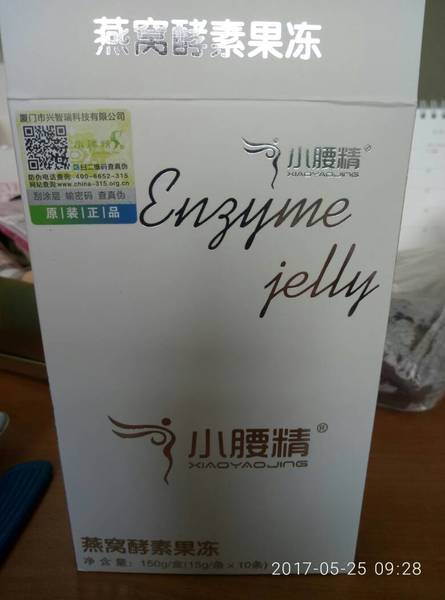 燕窝酵素果冻
厦门市兴智瑞科技有限公司
扫二维码查真伪
防伪电话查询:400-6652-315
网站查询:www.china-315.org.cn
刮涂层 输密码 查真伪
原装正品
小腰精®
XIAOYAOJING
Enzyme
jelly
小腰精®
XIAOYAOJING
燕窝酵素果冻
净含量: 150g/盒(15g/条×10条)
2017-05-25 09:28